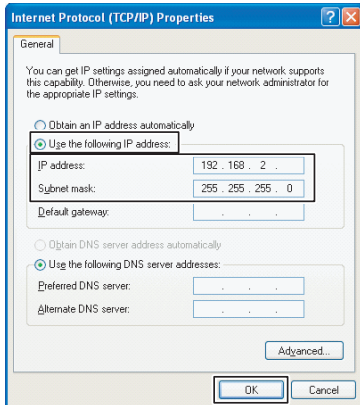 Internet Protocol (TCP/IP) Properties
General
You can get IP settings assigned automatically if your network supports
this capability. Otherwise, you need to ask your network administrator for
the appropriate IP settings.
Obtain an IP address automatically
Use the following IP address:
IP address: 192 . 168 . 2 .
Subnet mask: 255 . 255 . 255 . 0
Default gateway: . . .
Obtain DNS server address automatically
Use the following DNS server addresses:
Preferred DNS server: . . .
Alternate DNS server: . . .
Advanced...
OK Cancel